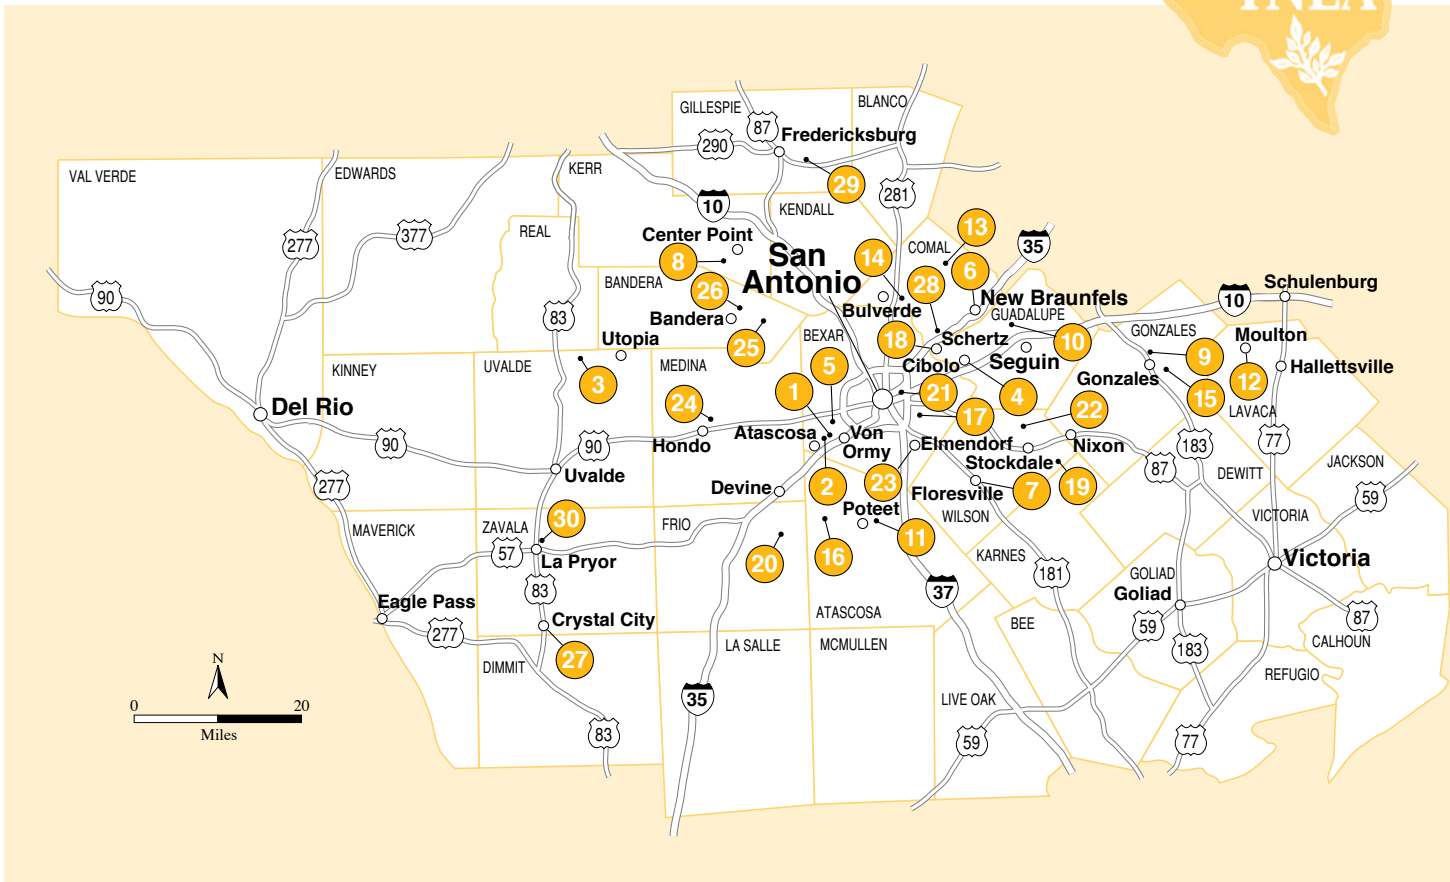 TNLA
GILLESPIE
BLANCO
87
Fredericksburg
290
VAL VERDE
EDWARDS
KERR
29
281
10
KENDALL
277
377
REAL
Center Point
San
Antonio
COMAL
13
35
8
14
6
28
BANDERA
26
90
83
Bandera
Bulverde
New Braunfels
GUADALUPE
10
Schulenburg
Utopia
25
BEXAR
18
Schertz
10
GONZALES
Moulton
KINNEY
UVALDE
3
MEDINA
5
Cibolo
Seguin
9
Hallettsville
1
21
4
Gonzales
15
12
24
17
22
LAVACA
Del Rio
90
90
Hondo
Atascosa
Von
Ormy
Elmendorf
Nixon
183
77
Uvalde
Stockdale
87
DEWITT
JACKSON
277
Devine
2
23
Floresville
7
19
59
Poteet
WILSON
MAVERICK
ZAVALA
30
FRIO
11
VICTORIA
57
La Pryor
20
16
KARNES
Victoria
83
37
181
GOLIAD
Goliad
Eagle Pass
277
Crystal City
ATASCOSA
BEE
59
87
27
DIMMIT
LA SALLE
MCMULLEN
183
CALHOUN
REFUGIO
N
35
LIVE OAK
0
20
Miles
83
59
77